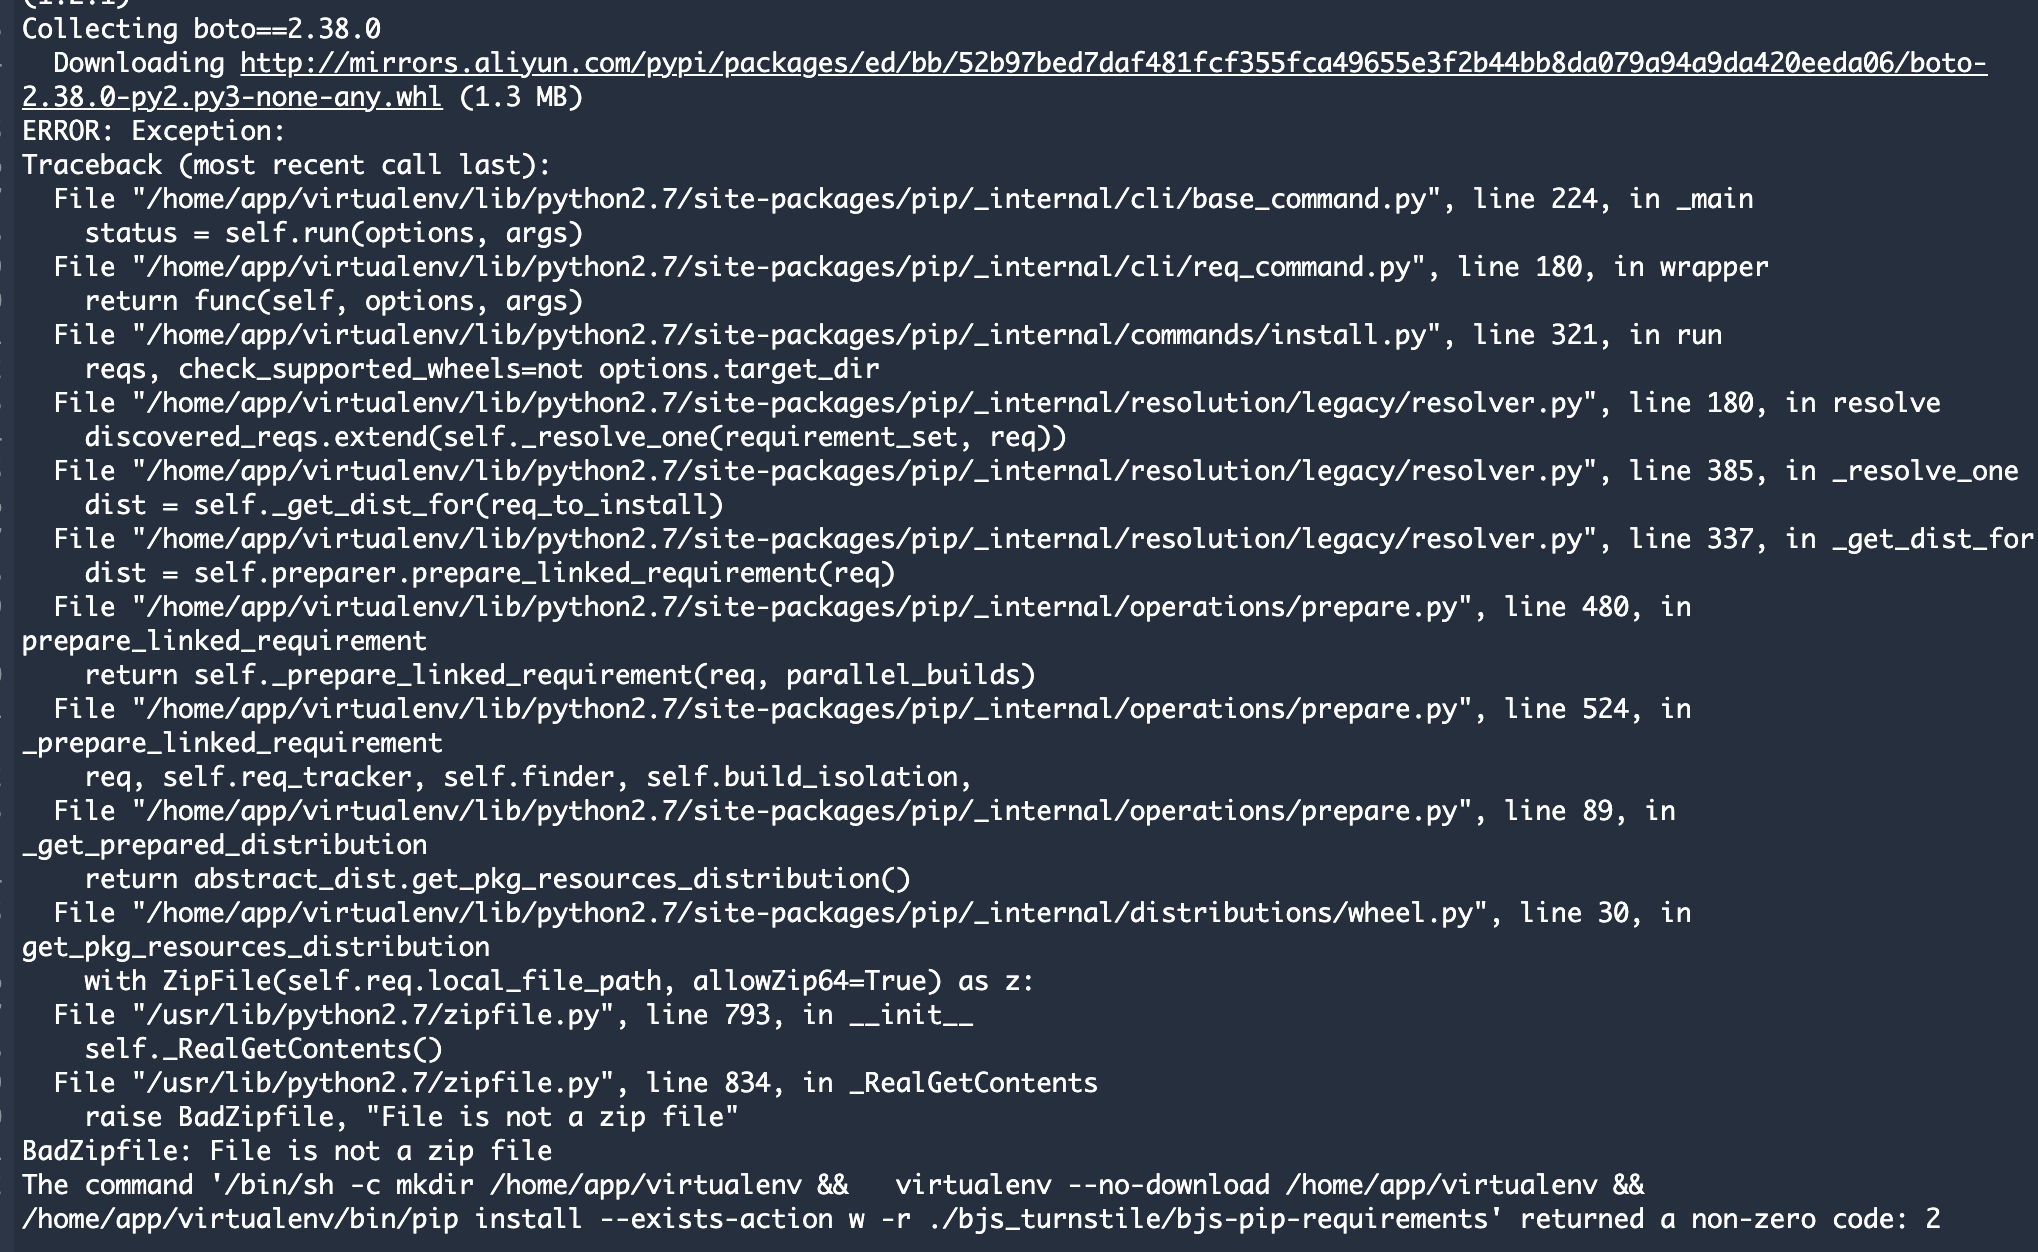 (1.2.1)
Collecting boto==2.38.0
  Downloading http://mirrors.aliyun.com/pypi/packages/ed/bb/52b97bed7daf481fcf355fca49655e3f2b44bb8da079a94a9da420eeda06/boto-
2.38.0-py2.py3-none-any.whl (1.3 MB)
ERROR: Exception:
Traceback (most recent call last):
  File "/home/app/virtualenv/lib/python2.7/site-packages/pip/_internal/cli/base_command.py", line 224, in _main
    status = self.run(options, args)
  File "/home/app/virtualenv/lib/python2.7/site-packages/pip/_internal/cli/req_command.py", line 180, in wrapper
    return func(self, options, args)
  File "/home/app/virtualenv/lib/python2.7/site-packages/pip/_internal/commands/install.py", line 321, in run
    reqs, check_supported_wheels=not options.target_dir
  File "/home/app/virtualenv/lib/python2.7/site-packages/pip/_internal/resolution/legacy/resolver.py", line 180, in resolve
    discovered_reqs.extend(self._resolve_one(requirement_set, req))
  File "/home/app/virtualenv/lib/python2.7/site-packages/pip/_internal/resolution/legacy/resolver.py", line 385, in _resolve_one
    dist = self._get_dist_for(req_to_install)
  File "/home/app/virtualenv/lib/python2.7/site-packages/pip/_internal/resolution/legacy/resolver.py", line 337, in _get_dist_for
    dist = self.preparer.prepare_linked_requirement(req)
  File "/home/app/virtualenv/lib/python2.7/site-packages/pip/_internal/operations/prepare.py", line 480, in
prepare_linked_requirement
    return self._prepare_linked_requirement(req, parallel_builds)
  File "/home/app/virtualenv/lib/python2.7/site-packages/pip/_internal/operations/prepare.py", line 524, in
_prepare_linked_requirement
    req, self.req_tracker, self.finder, self.build_isolation,
  File "/home/app/virtualenv/lib/python2.7/site-packages/pip/_internal/operations/prepare.py", line 89, in
_get_prepared_distribution
    return abstract_dist.get_pkg_resources_distribution()
  File "/home/app/virtualenv/lib/python2.7/site-packages/pip/_internal/distributions/wheel.py", line 30, in
get_pkg_resources_distribution
    with ZipFile(self.req.local_file_path, allowZip64=True) as z:
  File "/usr/lib/python2.7/zipfile.py", line 793, in __init__
    self._RealGetContents()
  File "/usr/lib/python2.7/zipfile.py", line 834, in _RealGetContents
    raise BadZipfile, "File is not a zip file"
BadZipfile: File is not a zip file
The command '/bin/sh -c mkdir /home/app/virtualenv &&   virtualenv --no-download /home/app/virtualenv &&
/home/app/virtualenv/bin/pip install --exists-action w -r ./bjs_turnstile/bjs-pip-requirements' returned a non-zero code: 2